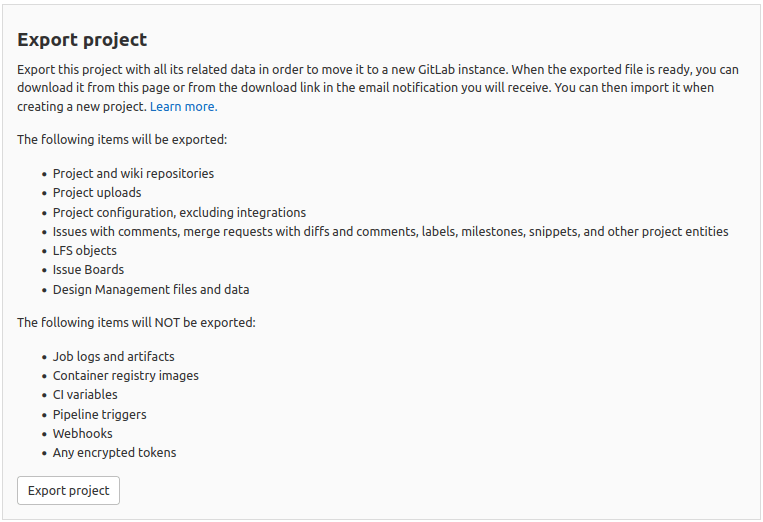 Export project
Export this project with all its related data in order to move it to a new GitLab instance. When the exported file is ready, you can
download it from this page or from the download link in the email notification you will receive. You can then import it when
creating a new project. Learn more.
The following items will be exported:
• Project and wiki repositories
• Project uploads
• Project configuration, excluding integrations
• Issues with comments, merge requests with diffs and comments, labels, milestones, snippets, and other project entities
• LFS objects
• Issue Boards
• Design Management files and data
The following items will NOT be exported:
• Job logs and artifacts
• Container registry images
• CI variables
• Pipeline triggers
• Webhooks
• Any encrypted tokens
Export project